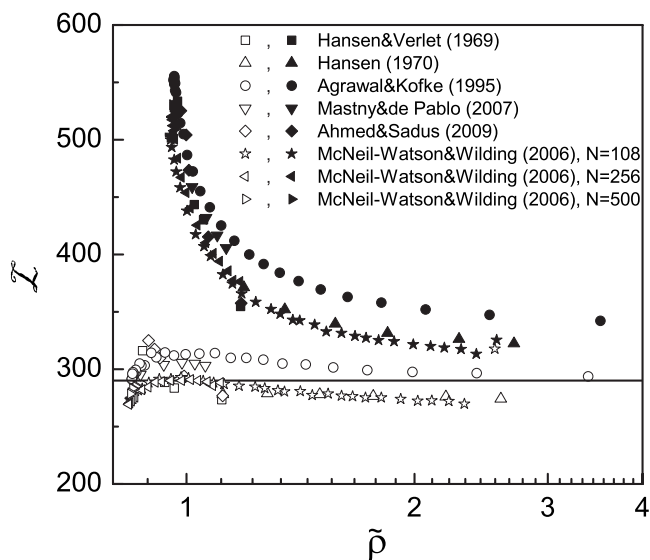 600
500
400
300
200
ℒ
□ , ■ Hansen&Verlet (1969)
△ , ▲ Hansen (1970)
○ , ● Agrawal&Kofke (1995)
▽ , ▼ Mastny&de Pablo (2007)
◇ , ◆ Ahmed&Sadus (2009)
☆ , ★ McNeil-Watson&Wilding (2006), N=108
◁ , ◀ McNeil-Watson&Wilding (2006), N=256
▷ , ▶ McNeil-Watson&Wilding (2006), N=500
1 2 3 4
ρ̃